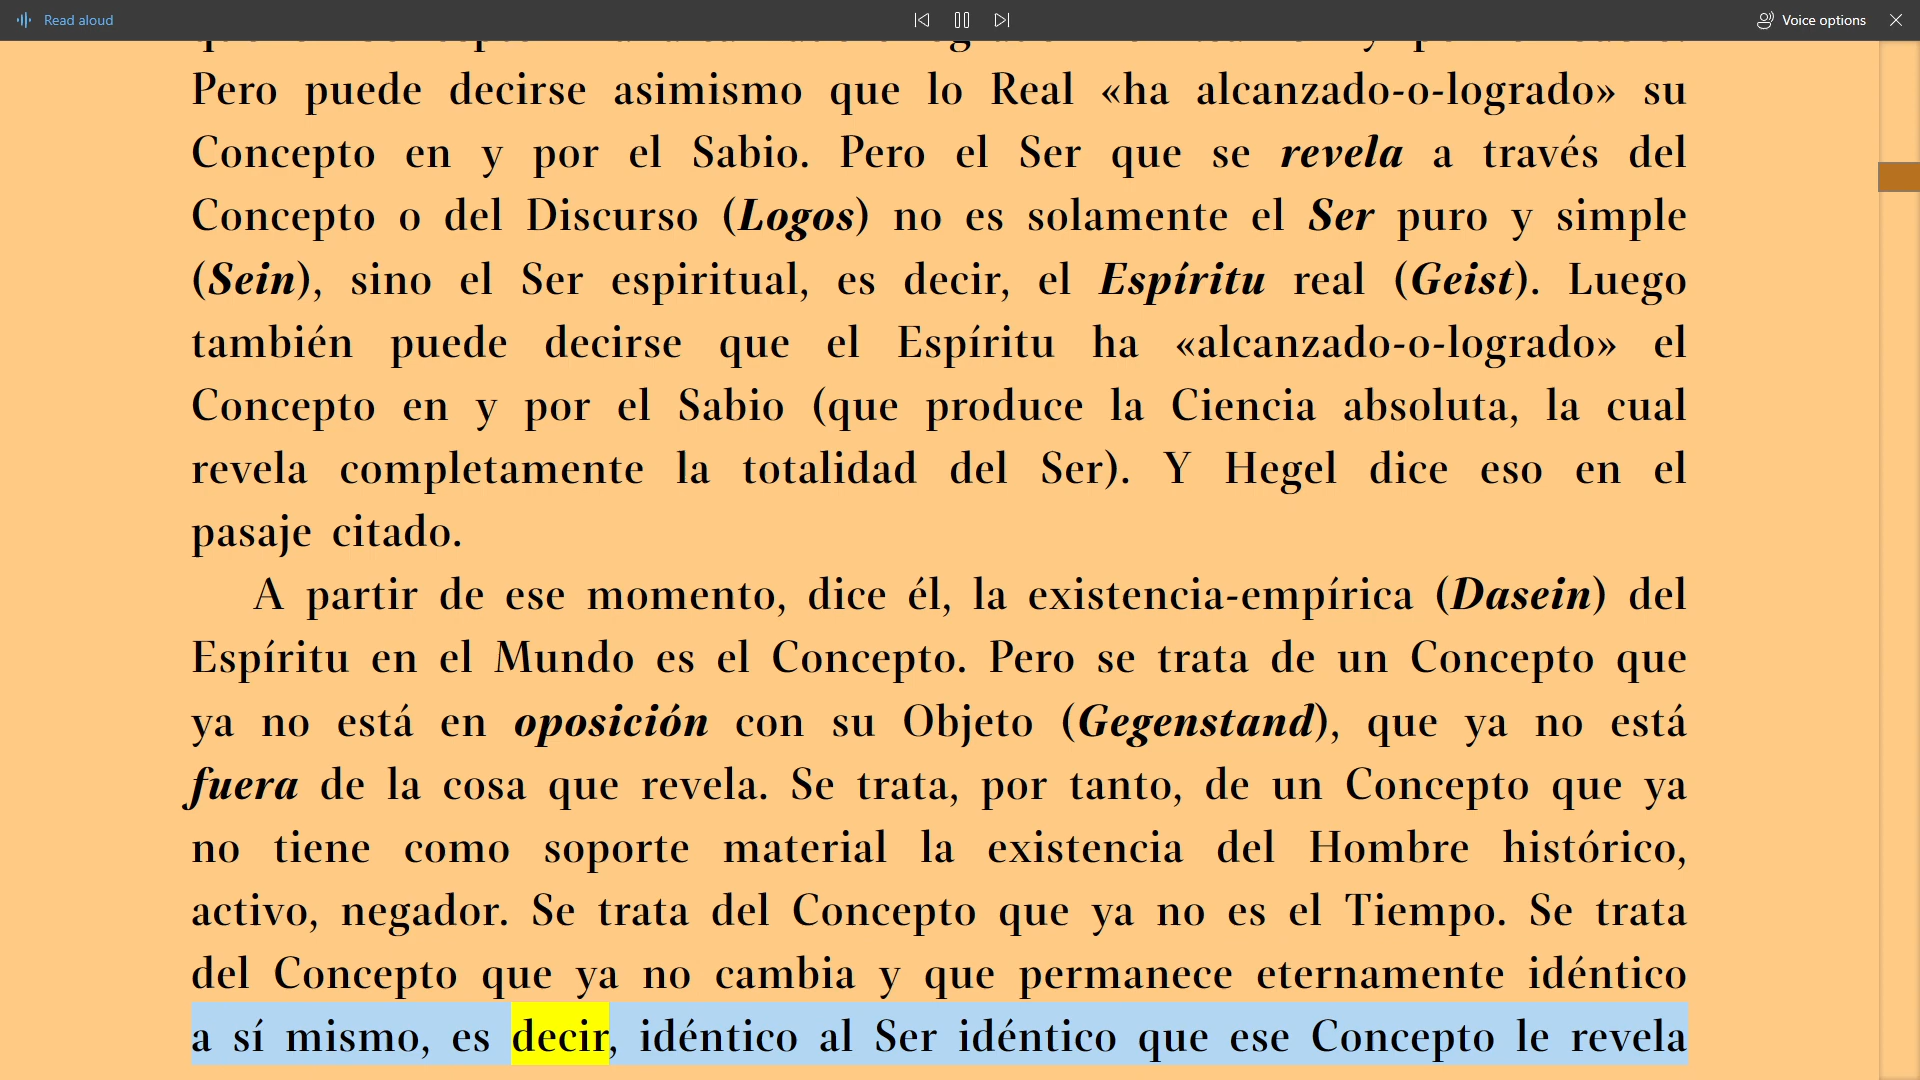 Read aloud
Voice options
Pero puede decirse asimismo que lo Real «ha alcanzado-o-logrado» su
Concepto en y por el Sabio. Pero el Ser que se revela a través del
Concepto o del Discurso (Logos) no es solamente el Ser puro y simple
(Sein), sino el Ser espiritual, es decir, el Espíritu real (Geist). Luego
también puede decirse que el Espíritu ha «alcanzado-o-logrado» el
Concepto en y por el Sabio (que produce la Ciencia absoluta, la cual
revela completamente la totalidad del Ser). Y Hegel dice eso en el
pasaje citado.
A partir de ese momento, dice él, la existencia-empírica (Dasein) del
Espíritu en el Mundo es el Concepto. Pero se trata de un Concepto que
ya no está en oposición con su Objeto (Gegenstand), que ya no está
fuera de la cosa que revela. Se trata, por tanto, de un Concepto que ya
no tiene como soporte material la existencia del Hombre histórico,
activo, negador. Se trata del Concepto que ya no es el Tiempo. Se trata
del Concepto que ya no cambia y que permanece eternamente idéntico
a sí mismo, es decir, idéntico al Ser idéntico que ese Concepto le revela